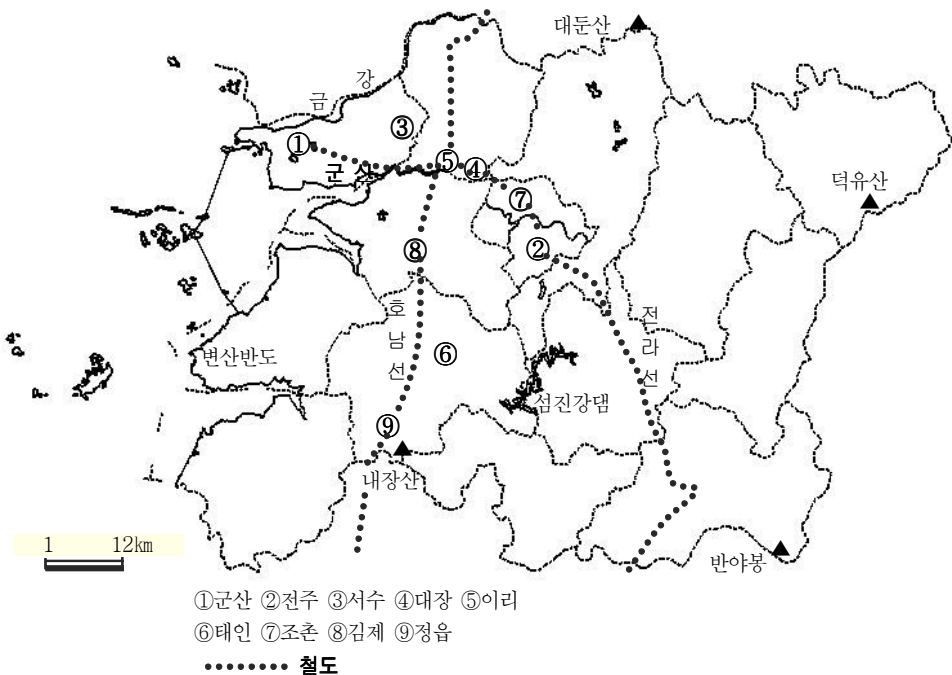 대둔산
금 강
③
① ⑤ ④
군 산
덕유산
⑦
⑧ ②
호남선
전라선
변산반도
⑥
섬진강댐
⑨
내장산
1 12km
반야봉
①군산 ②전주 ③서수 ④대장 ⑤이리
⑥태인 ⑦조촌 ⑧김제 ⑨정읍
철도